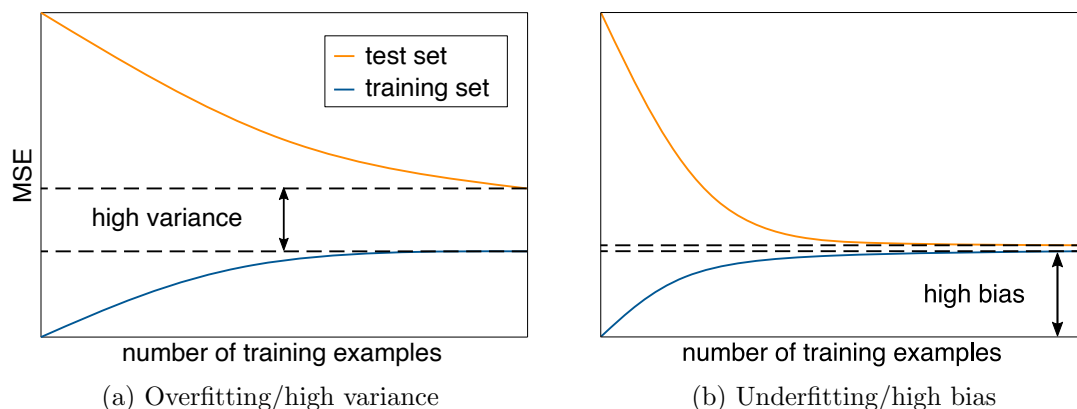 test set
training set
MSE
high variance
number of training examples
(a) Overfitting/high variance
high bias
number of training examples
(b) Underfitting/high bias